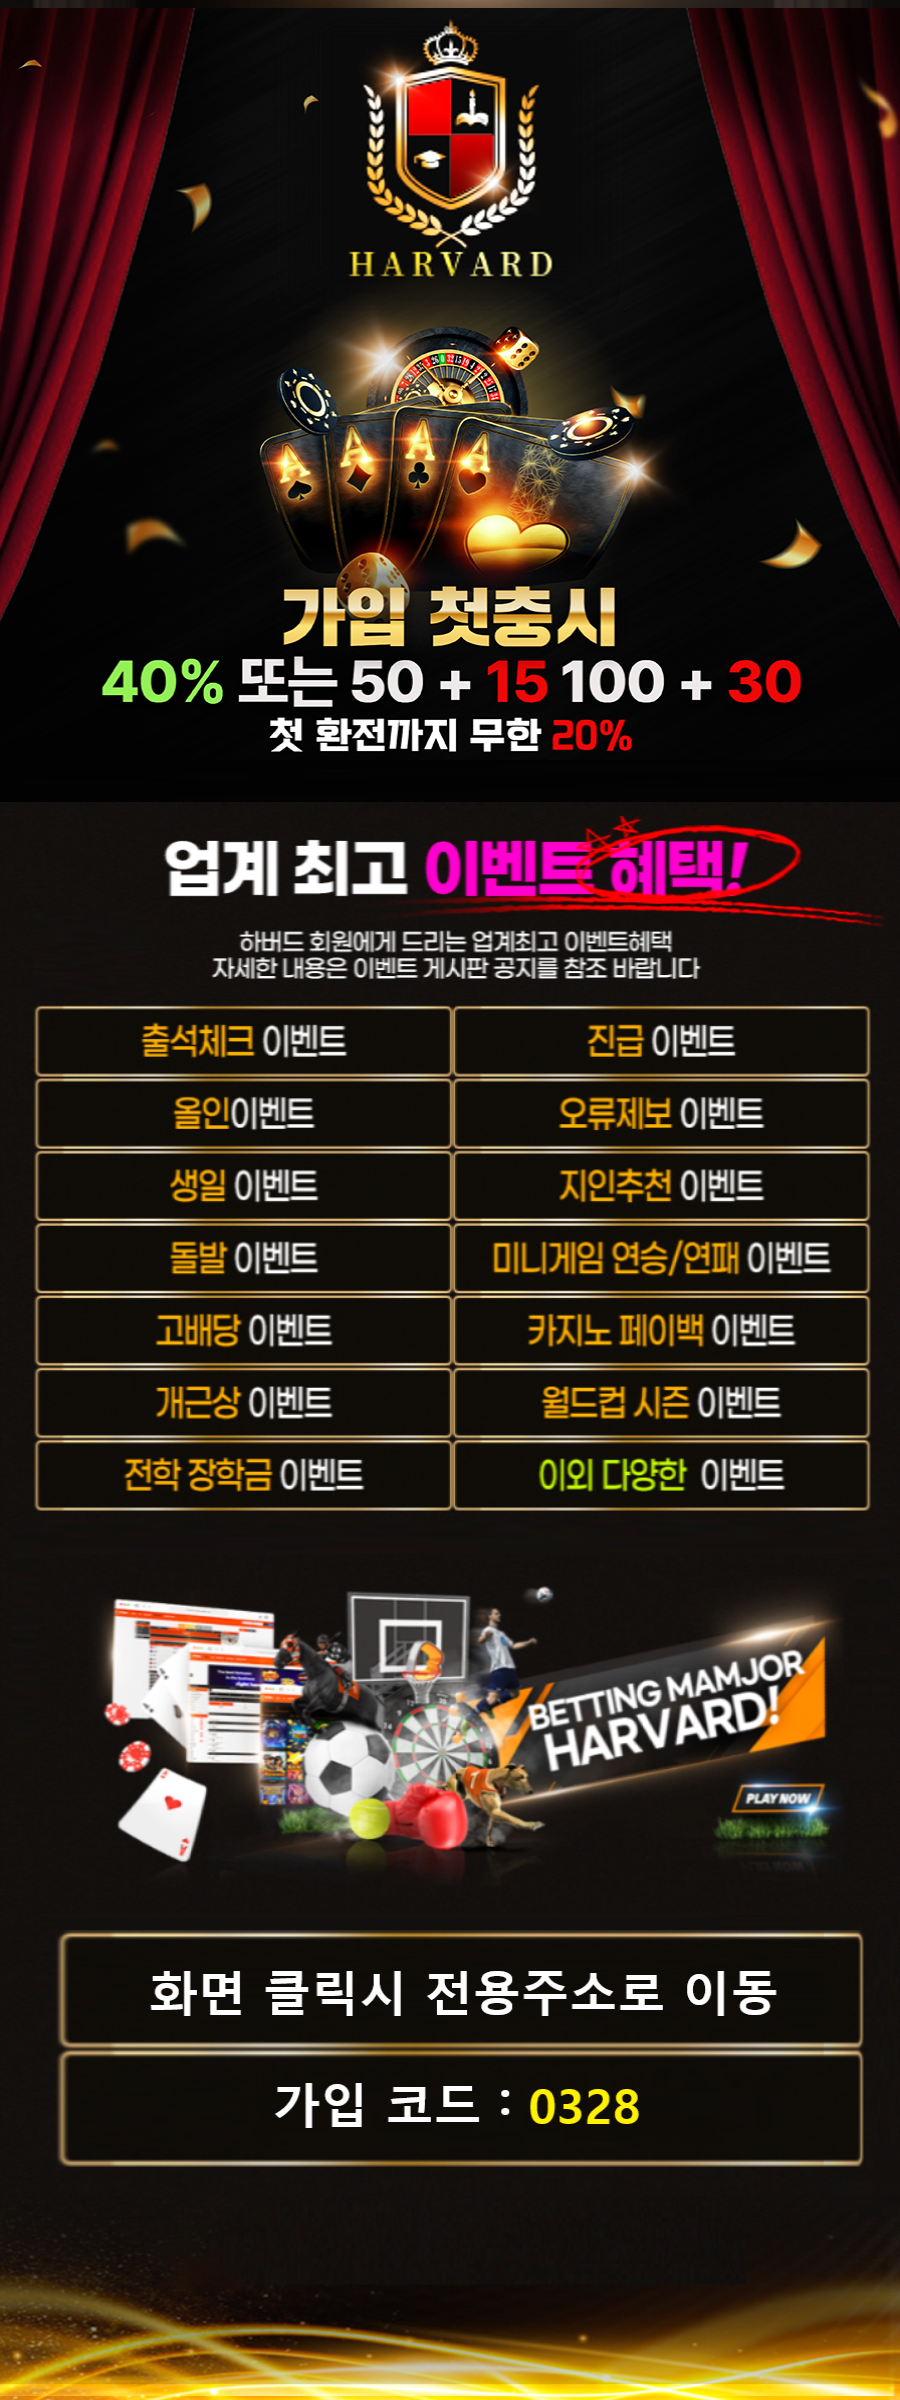 HARVARD
A A A A
가입 첫충시
40% 또는 50 + 15 100 + 30
첫 환전까지 무한 20%
업계 최고 이벤트 혜택!
하버드 회원에게 드리는 업계최고 이벤트혜택
자세한 내용은 이벤트 게시판 공지를 참조 바랍니다
출석체크 이벤트
진급 이벤트
올인이벤트
오류제보 이벤트
생일 이벤트
지인추천 이벤트
돌발 이벤트
미니게임 연승/연패 이벤트
고배당 이벤트
카지노 페이백 이벤트
개근상 이벤트
월드컵 시즌 이벤트
전학 장학금 이벤트
이외 다양한 이벤트
BETTING MAMJOR
HARVARD!
PLAY NOW
화면 클릭시 전용주소로 이동
가입 코드 : 0328